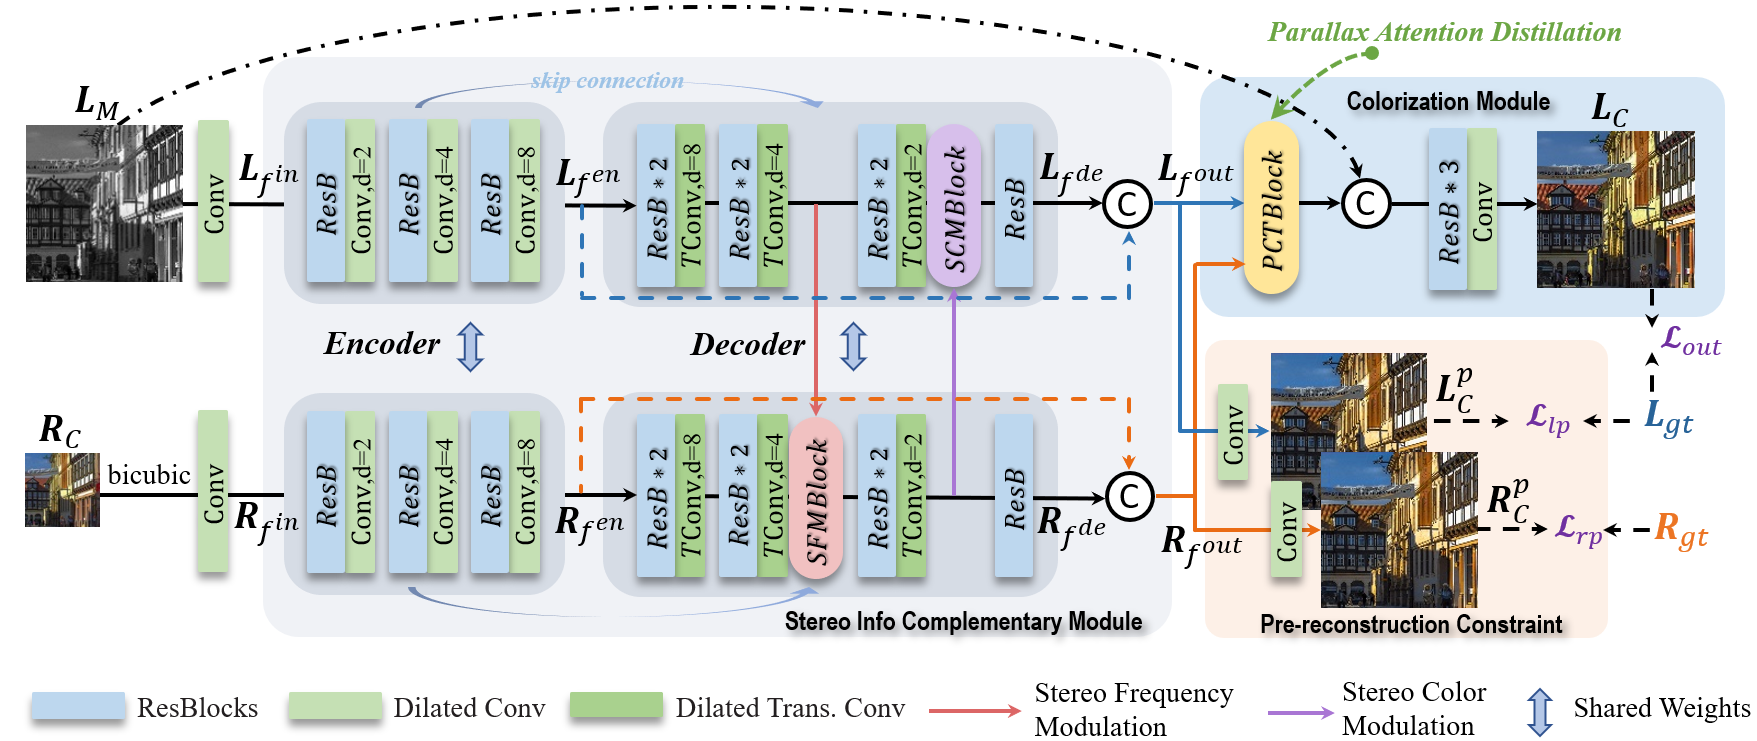 Parallax Attention Distillation
skip connection
Colorization Module
L_M
L_C
Conv
L_{f^{in}}
ResB
Conv,d=2
ResB
Conv,d=4
ResB
Conv,d=8
L_{f^{en}}
ResB * 2
TConv,d=8
ResB * 2
TConv,d=4
ResB * 2
TConv,d=2
SCMBlock
ResB
L_{f^{de}}
C
L_{f^{out}}
PCTBlock
C
ResB * 3
Conv
Encoder
Decoder
ℒ_{out}
R_C
bicubic
Conv
R_{f^{in}}
ResB
Conv,d=2
ResB
Conv,d=4
ResB
Conv,d=8
R_{f^{en}}
ResB * 2
TConv,d=8
ResB * 2
TConv,d=4
SFMBlock
ResB * 2
TConv,d=2
ResB
R_{f^{de}}
C
R_{f^{out}}
Conv
L_C^p
ℒ_{lp}
L_{gt}
Conv
R_C^p
ℒ_{rp}
R_{gt}
Stereo Info Complementary Module
Pre-reconstruction Constraint
ResBlocks
Dilated Conv
Dilated Trans. Conv
Stereo Frequency
Modulation
Stereo Color
Modulation
Shared Weights